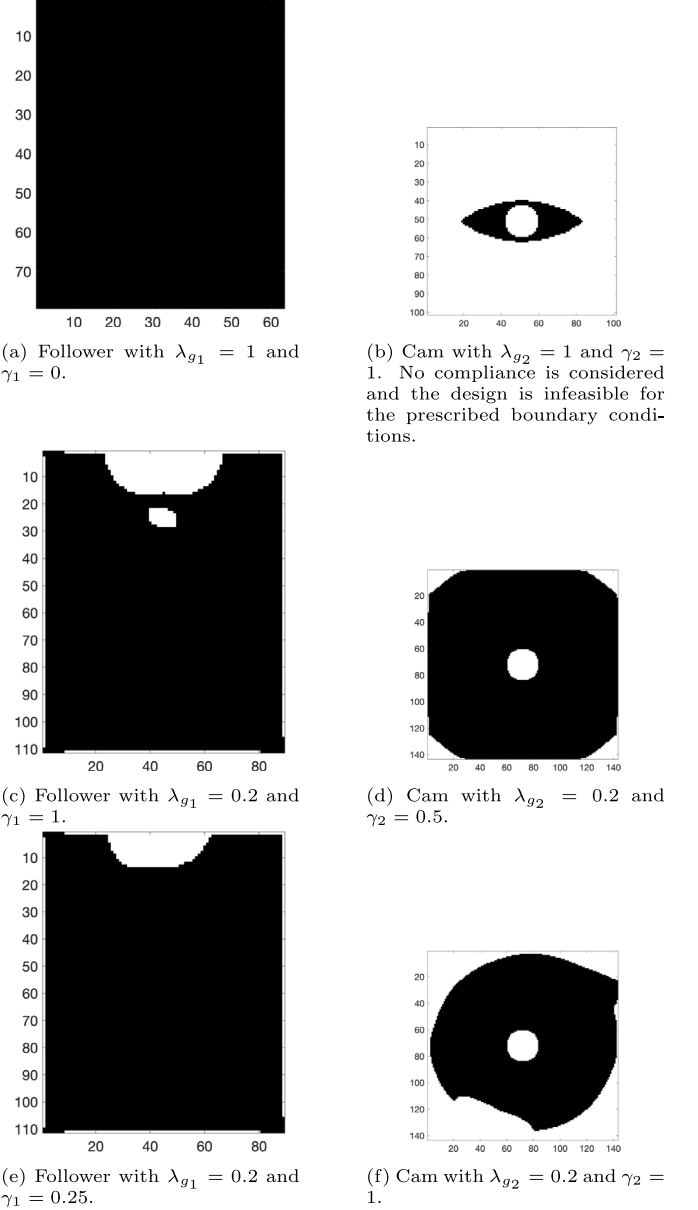 10
20
30
40
50
60
70
10 20 30 40 50 60
(a) Follower with λg₁ = 1 and
γ₁ = 0.
10
20
30
40
50
60
70
80
90
100
20 40 60 80 100
(b) Cam with λg₂ = 1 and γ₂ =
1. No compliance is considered
and the design is infeasible for
the prescribed boundary condi-
tions.
10
20
30
40
50
60
70
80
90
100
110
20 40 60 80
(c) Follower with λg₁ = 0.2 and
γ₁ = 1.
20
40
60
80
100
120
140
20 40 60 80 100 120 140
(d) Cam with λg₂ = 0.2 and
γ₂ = 0.5.
10
20
30
40
50
60
70
80
90
100
110
20 40 60 80
(e) Follower with λg₁ = 0.2 and
γ₁ = 0.25.
20
40
60
80
100
120
140
20 40 60 80 100 120 140
(f) Cam with λg₂ = 0.2 and γ₂ =
1.